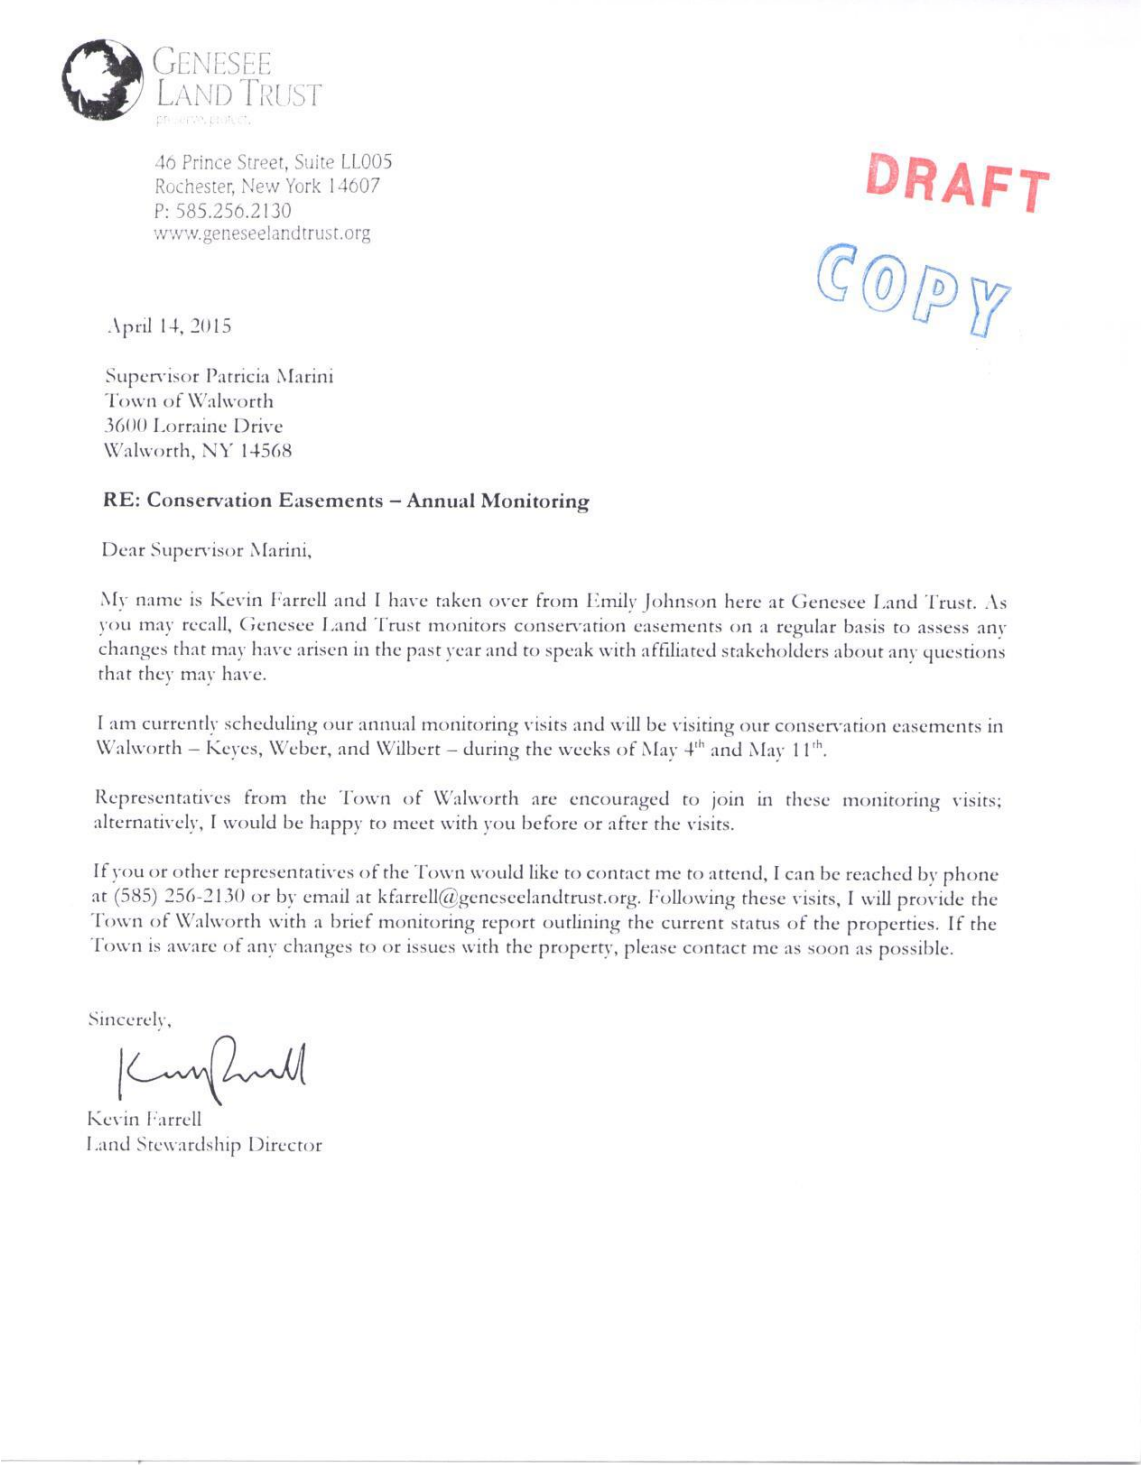 GENESEE
LAND TRUST
46 Prince Street, Suite LL005
Rochester, New York 14607
P: 585.256.2130
www.geneseelandtrust.org
DRAFT
COPY
April 14, 2015
Supervisor Patricia Marini
Town of Walworth
3600 Lorraine Drive
Walworth, NY 14568
RE: Conservation Easements – Annual Monitoring
Dear Supervisor Marini,
My name is Kevin Farrell and I have taken over from Emily Johnson here at Genesee Land Trust. As
you may recall, Genesee Land Trust monitors conservation easements on a regular basis to assess any
changes that may have arisen in the past year and to speak with affiliated stakeholders about any questions
that they may have.
I am currently scheduling our annual monitoring visits and will be visiting our conservation easements in
Walworth – Keyes, Weber, and Wilbert – during the weeks of May 4th and May 11th.
Representatives from the Town of Walworth are encouraged to join in these monitoring visits;
alternatively, I would be happy to meet with you before or after the visits.
If you or other representatives of the Town would like to contact me to attend, I can be reached by phone
at (585) 256-2130 or by email at kfarrell@geneseelandtrust.org. Following these visits, I will provide the
Town of Walworth with a brief monitoring report outlining the current status of the properties. If the
Town is aware of any changes to or issues with the property, please contact me as soon as possible.
Sincerely,
Kevin Farrell
Land Stewardship Director